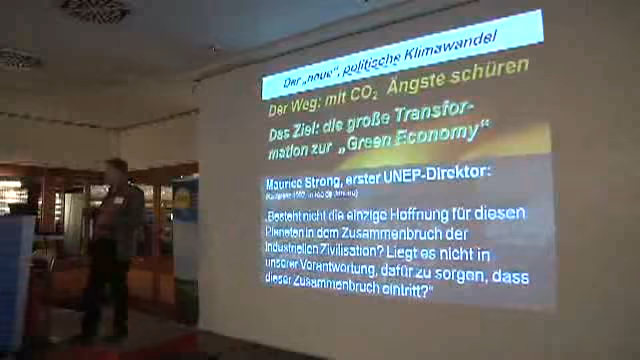 Der „neue“, politische Klimawandel
Der Weg: mit CO₂ Ängste schüren
Das Ziel: die große Transfor-
mation zur „Green Economy“
Maurice Strong, erster UNEP-Direktor:
„Besteht nicht die einzige Hoffnung für diesen
Planeten in dem Zusammenbruch der
Industriellen Zivilisation? Liegt es nicht in
unserer Verantwortung, dafür zu sorgen, dass
dieser Zusammenbruch eintritt?“